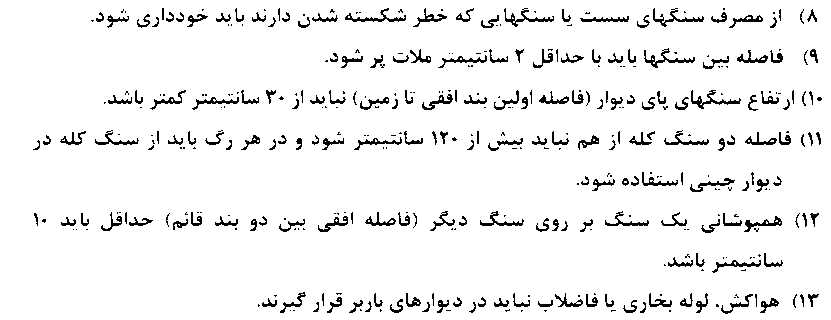 ۸) از مصرف سنگهای سست یا سنگهایی که خطر شکسته شدن دارند باید خودداری شود.
۹) فاصله بین سنگها باید با حداقل ۲ سانتیمتر ملات پر شود.
۱۰) ارتفاع سنگهای پای دیوار (فاصله اولین بند افقی تا زمین) نباید از ۳۰ سانتیمتر کمتر باشد.
۱۱) فاصله دو سنگ کله از هم نباید بیش از ۱۲۰ سانتیمتر شود و در هر رگ باید از سنگ کله در
دیوار چینی استفاده شود.
۱۲) همپوشانی یک سنگ بر روی سنگ دیگر (فاصله افقی بین دو بند قائم) حداقل باید ۱۰
سانتیمتر باشد.
۱۳) هواکش، لوله بخاری یا فاضلاب نباید در دیوارهای باربر قرار گیرند.